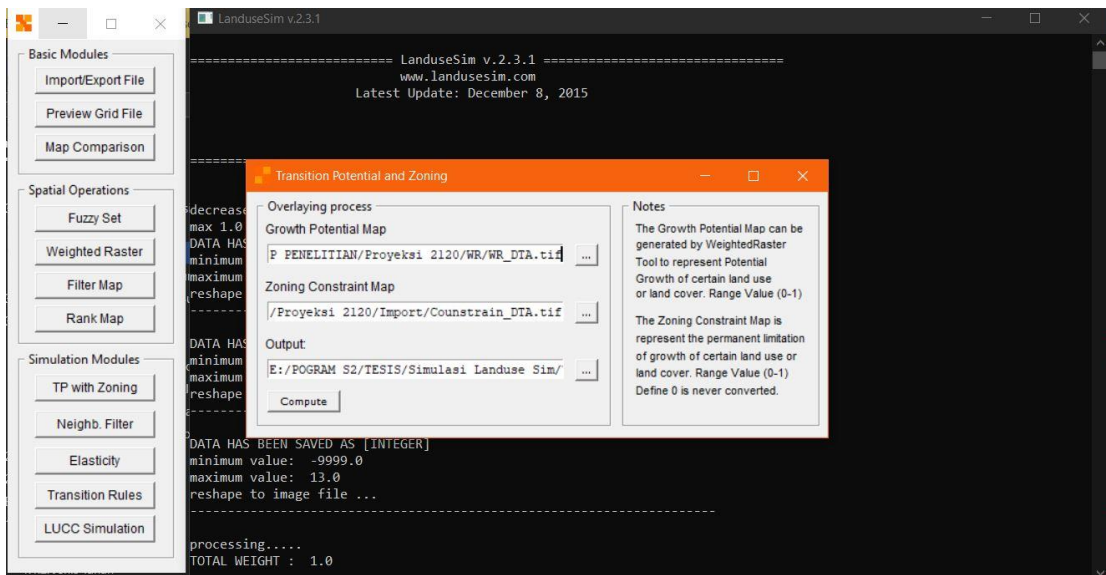 LanduseSim v.2.3.1
Basic Modules
Import/Export File
Preview Grid File
Map Comparison
Spatial Operations
Fuzzy Set
Weighted Raster
Filter Map
Rank Map
Simulation Modules
TP with Zoning
Neighb. Filter
Elasticity
Transition Rules
LUCC Simulation
=========================== LanduseSim v.2.3.1 ================================
www.landusesim.com
Latest Update: December 8, 2015
Transition Potential and Zoning
Overlaying process
Growth Potential Map
P PENELITIAN/Proyeksi 2120/WR/WR_DTA.tif
...
Zoning Constraint Map
/Proyeksi 2120/Import/Counstrain_DTA.tif
...
Output:
E:/POGRAM S2/TESIS/Simulasi Landuse Sim/
...
Compute
Notes
The Growth Potential Map can be
generated by WeightedRaster
Tool to represent Potential
Growth of certain land use
or land cover. Range Value (0-1)
The Zoning Constraint Map is
represent the permanent limitation
of growth of certain land use or
land cover. Range Value (0-1)
Define 0 is never converted.
decrease
max 1.0
DATA HAS
minimum
maximum
reshape
DATA HAS
minimum
maximum
reshape
DATA HAS BEEN SAVED AS [INTEGER]
minimum value: -9999.0
maximum value: 13.0
reshape to image file ...
processing.....
TOTAL WEIGHT : 1.0